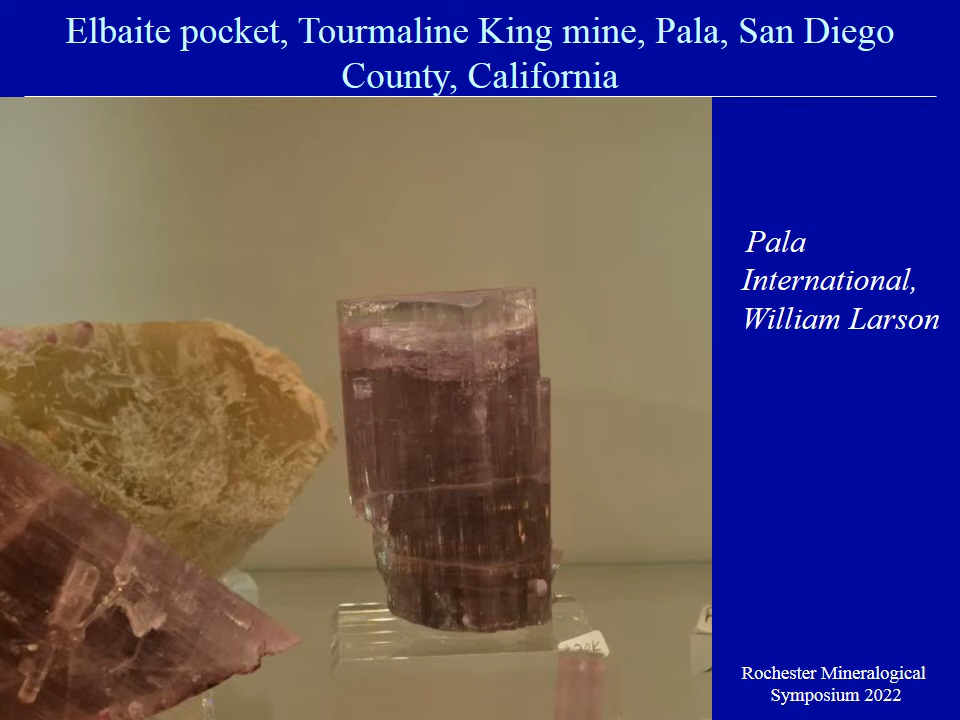 Elbaite pocket, Tourmaline King mine, Pala, San Diego
County, California
Pala
International,
William Larson
Rochester Mineralogical
Symposium 2022